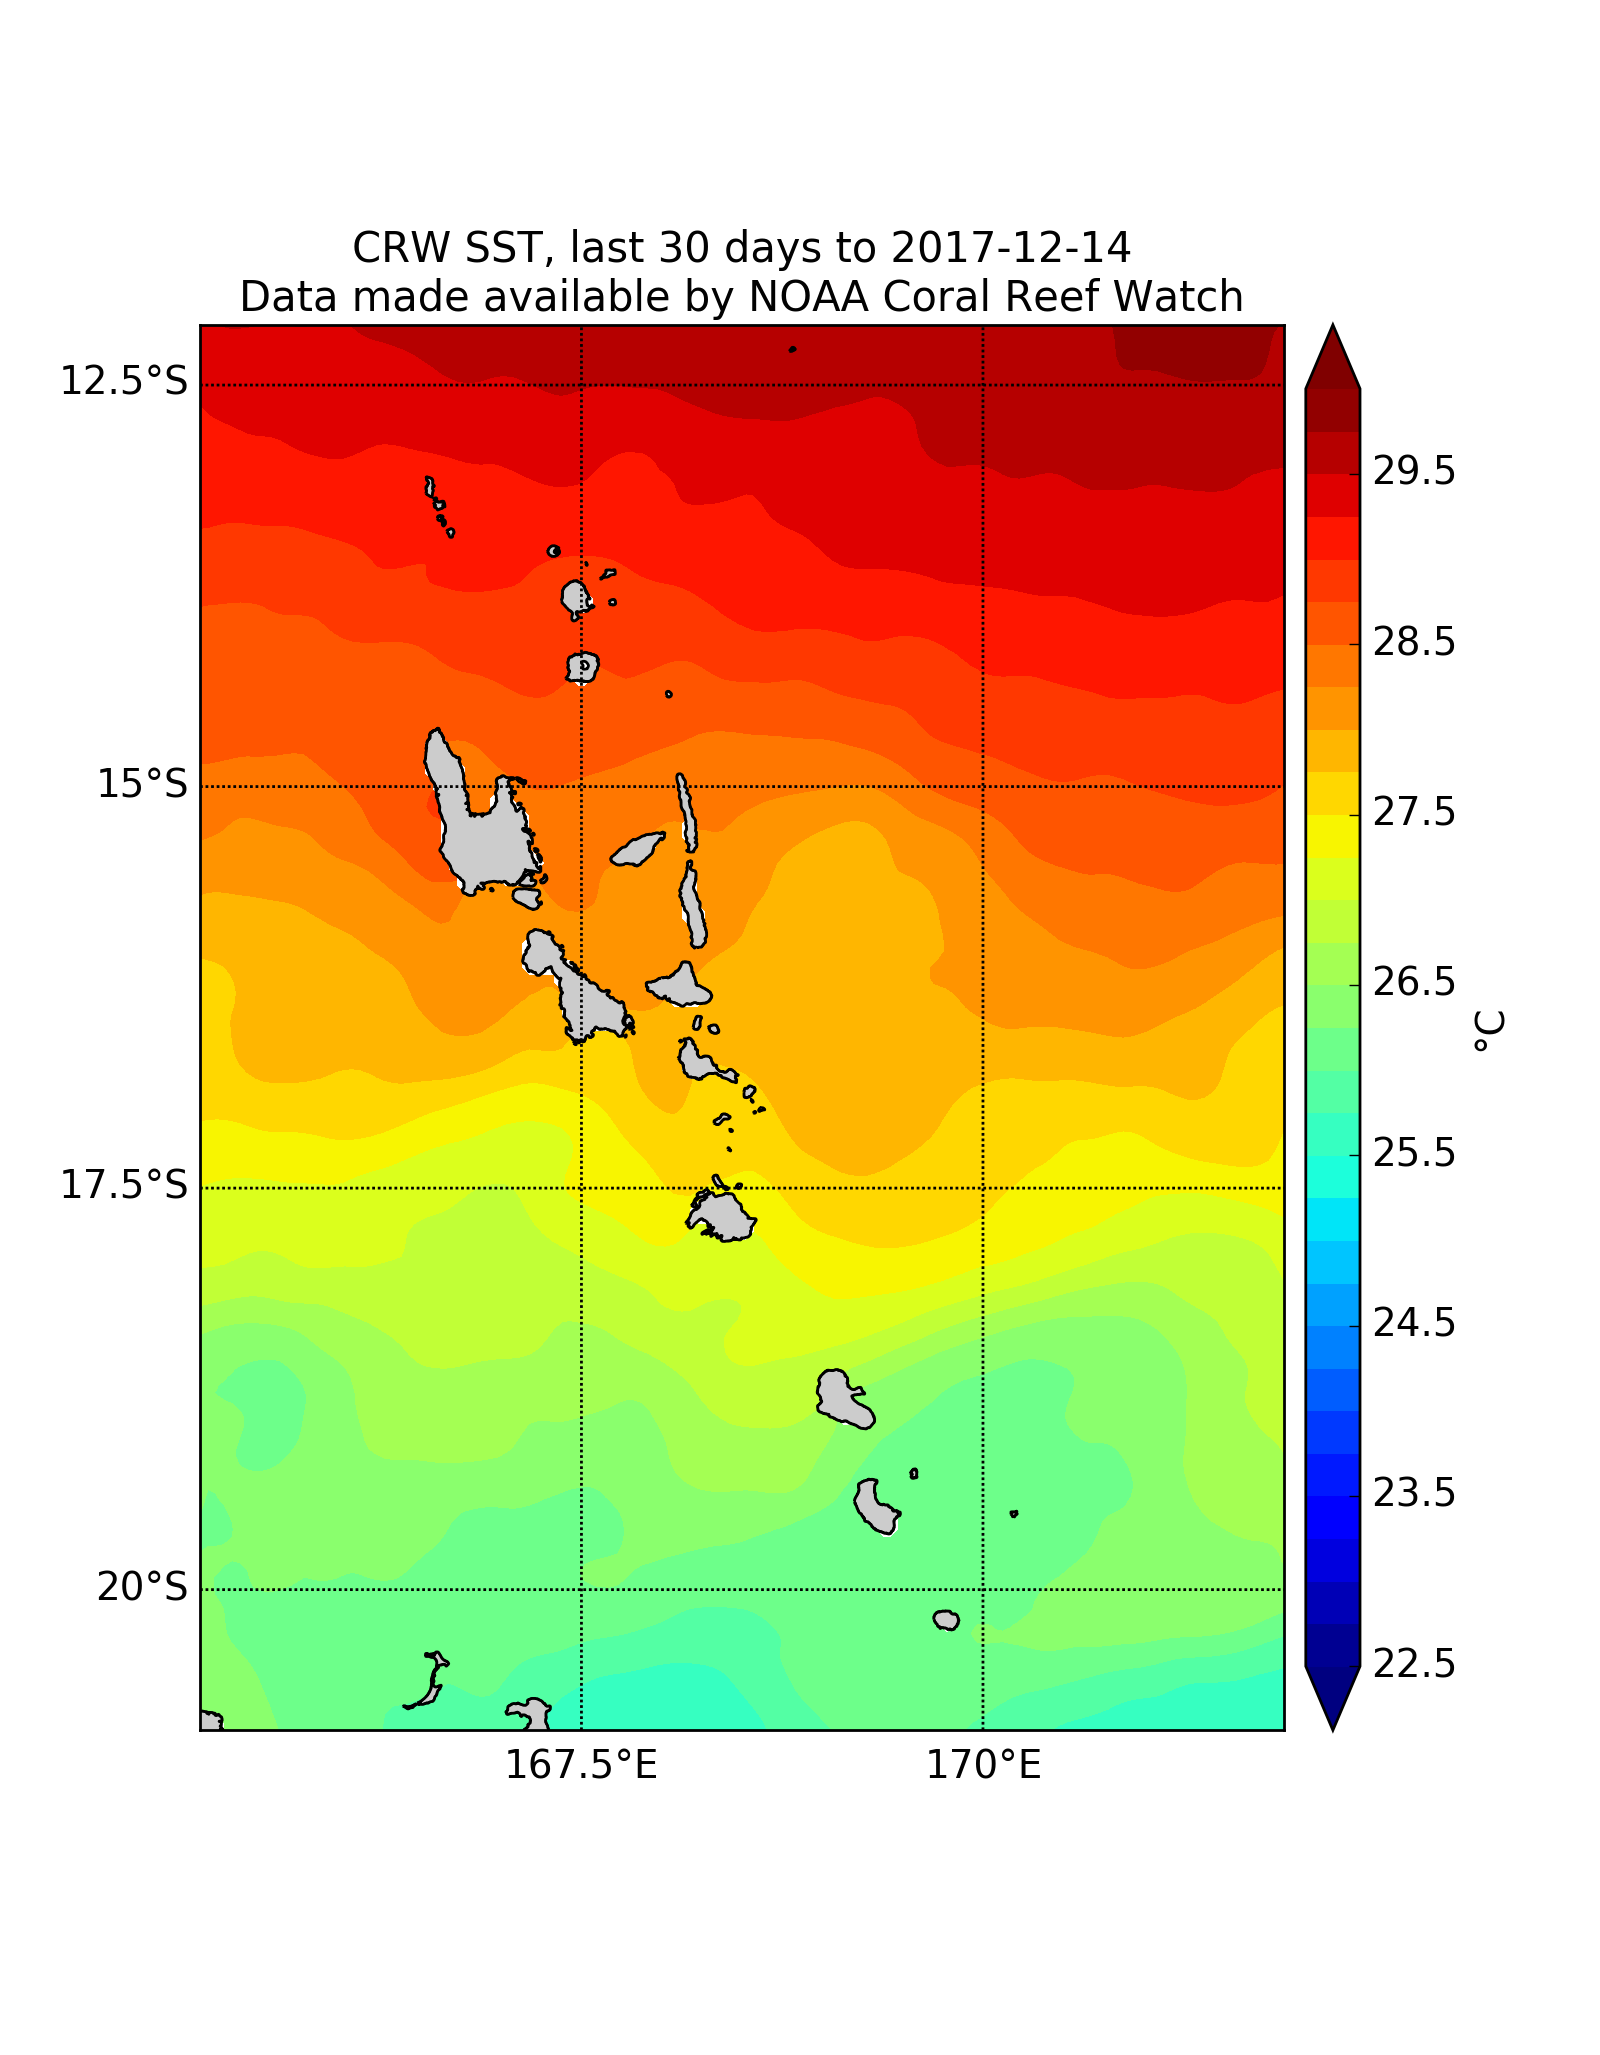 CRW SST, last 30 days to 2017-12-14
Data made available by NOAA Coral Reef Watch
12.5°S
15°S
17.5°S
20°S
167.5°E
170°E
29.5
28.5
27.5
26.5
25.5
24.5
23.5
22.5
°C